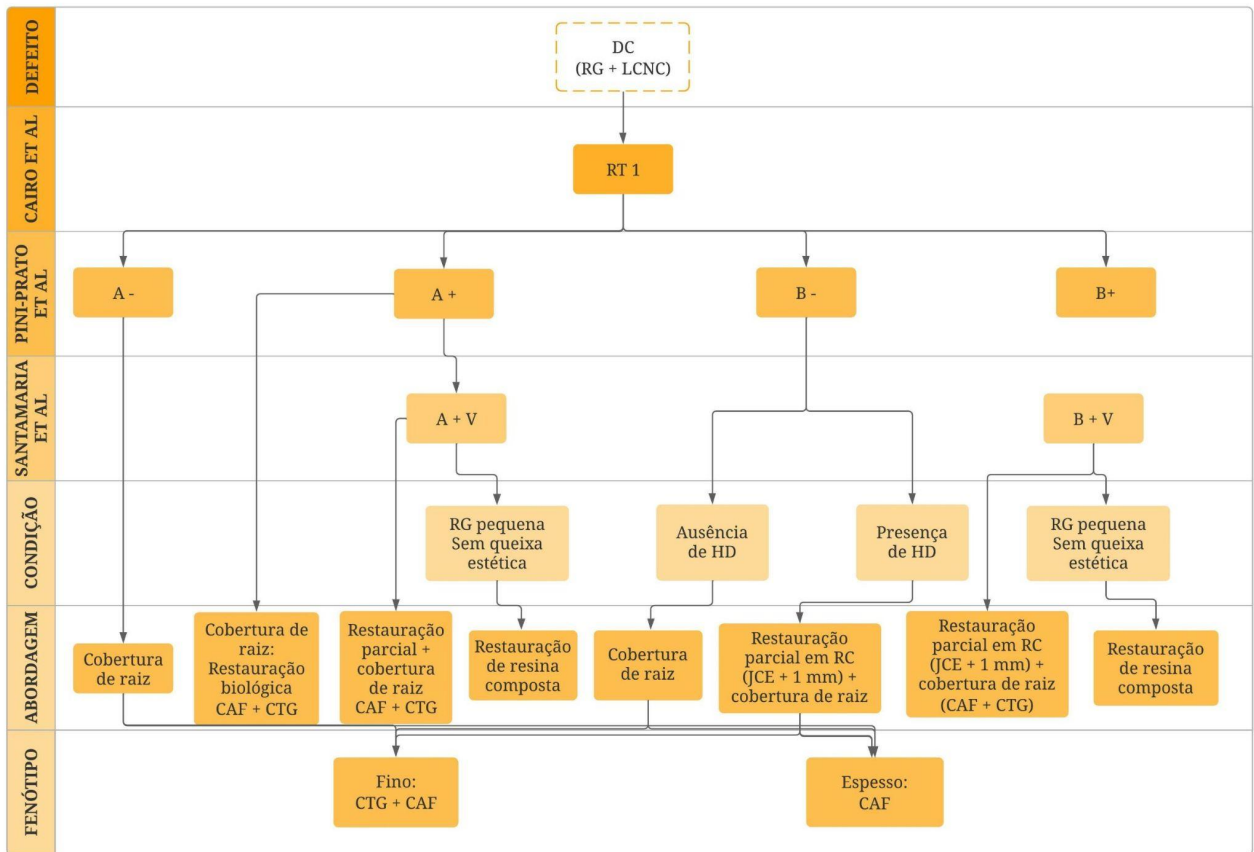 DEFEITO
DC
(RG + LCNC)
CAIRO ET AL
RT 1
PINI-PRATO
ET AL
A -
A +
B -
B+
SANTAMARIA
ET AL
A + V
B + V
CONDIÇÃO
RG pequena
Sem queixa
estética
Ausência
de HD
Presença
de HD
RG pequena
Sem queixa
estética
ABORDAGEM
Cobertura
de raiz
Cobertura de
raiz:
Restauração
biológica
CAF + CTG
Restauração
parcial +
cobertura
de raiz
CAF + CTG
Restauração
de resina
composta
Cobertura
de raiz
Restauração
parcial em RC
(JCE + 1 mm) +
cobertura de raiz
Restauração
parcial em RC
(JCE + 1 mm) +
cobertura de raiz
(CAF + CTG)
Restauração
de resina
composta
FENÓTIPO
Fino:
CTG + CAF
Espesso:
CAF